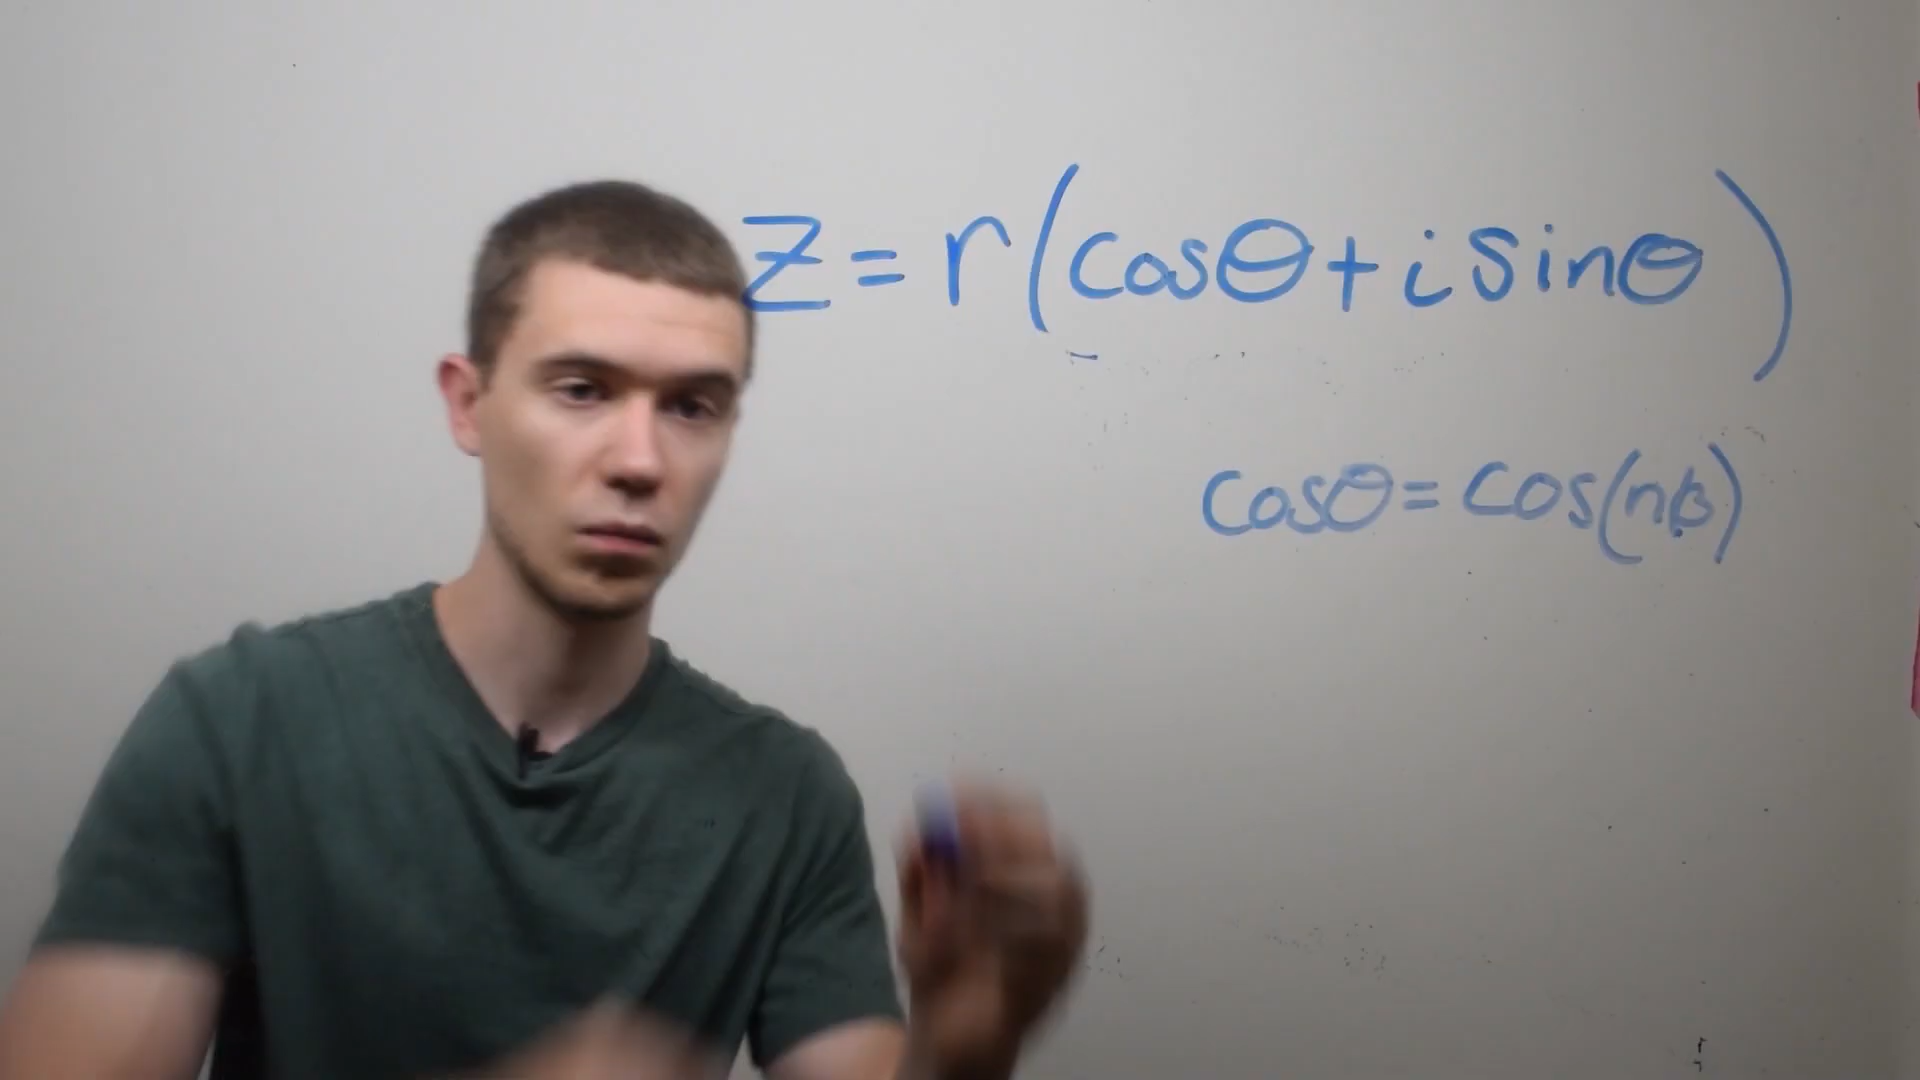 z = r(cosθ + i sinθ)
cosθ = cos(nβ)